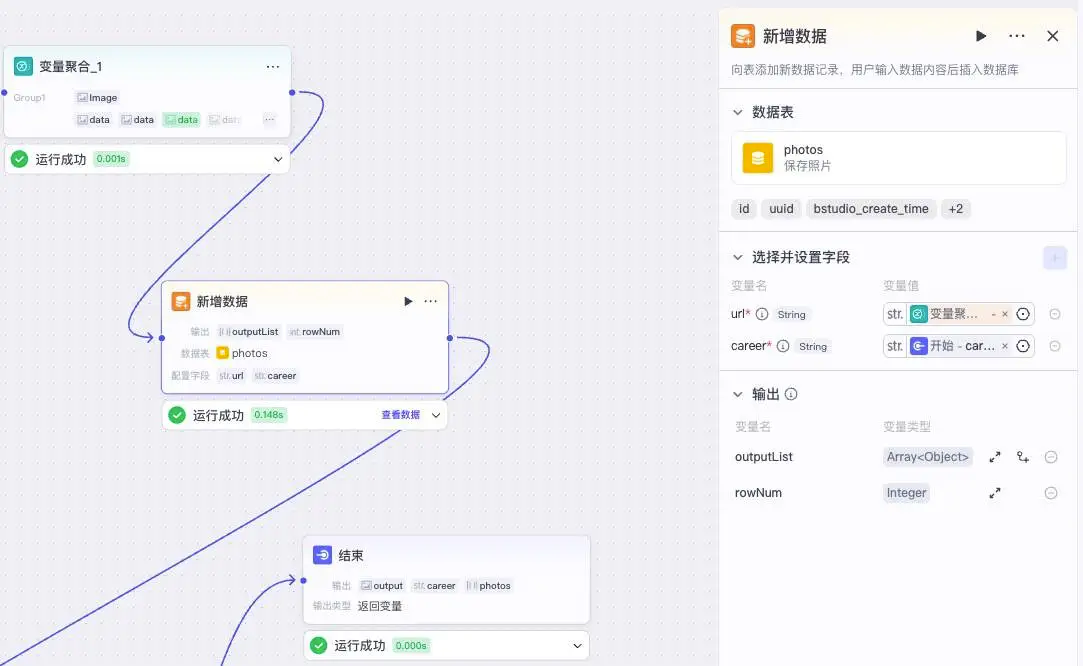 变量聚合_1
Group1 Image
data data data data
运行成功 0.001s
新增数据
输出 outputList int. rowNum
数据表 photos
配置字段 str. url str. career
运行成功 0.148s 查看数据
结束
输出 output str. career photos
输出类型 返回变量
运行成功 0.000s
新增数据
向表添加新数据记录，用户输入数据内容后插入数据库
数据表
photos
保存照片
id uuid bstudio_create_time +2
选择并设置字段
变量名 变量值
url* String str. 变量聚... -
career* String str. 开始 - car...
输出
变量名 变量类型
outputList Array<Object>
rowNum Integer